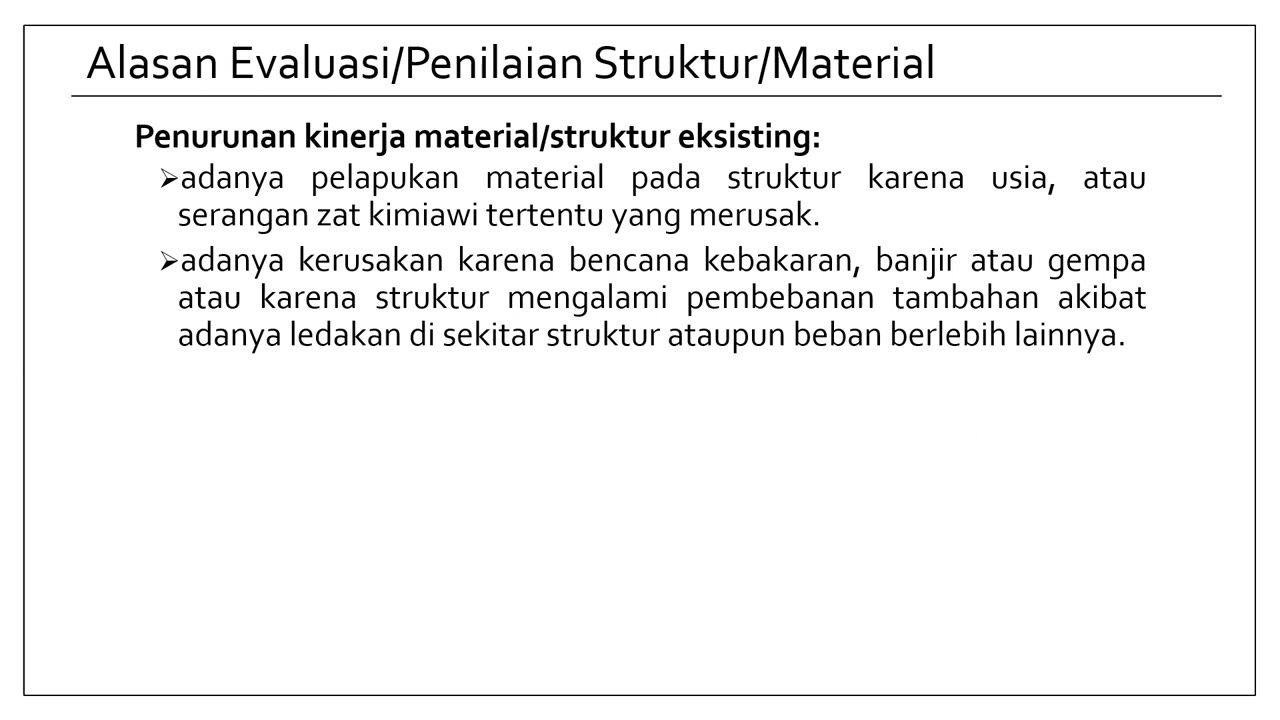 Alasan Evaluasi/Penilaian Struktur/Material
Penurunan kinerja material/struktur eksisting:
➢adanya pelapukan material pada struktur karena usia, atau
serangan zat kimiawi tertentu yang merusak.
➢adanya kerusakan karena bencana kebakaran, banjir atau gempa
atau karena struktur mengalami pembebanan tambahan akibat
adanya ledakan di sekitar struktur ataupun beban berlebih lainnya.